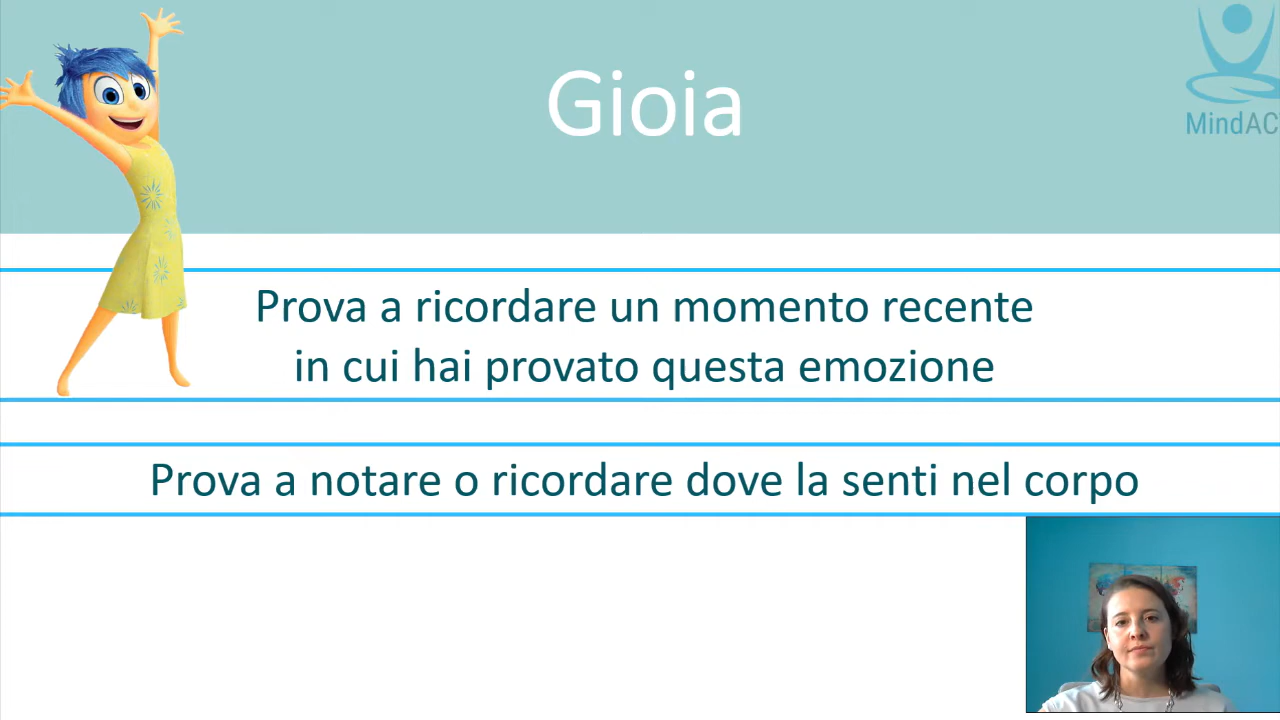 Gioia
MindAC
Prova a ricordare un momento recente
in cui hai provato questa emozione
Prova a notare o ricordare dove la senti nel corpo